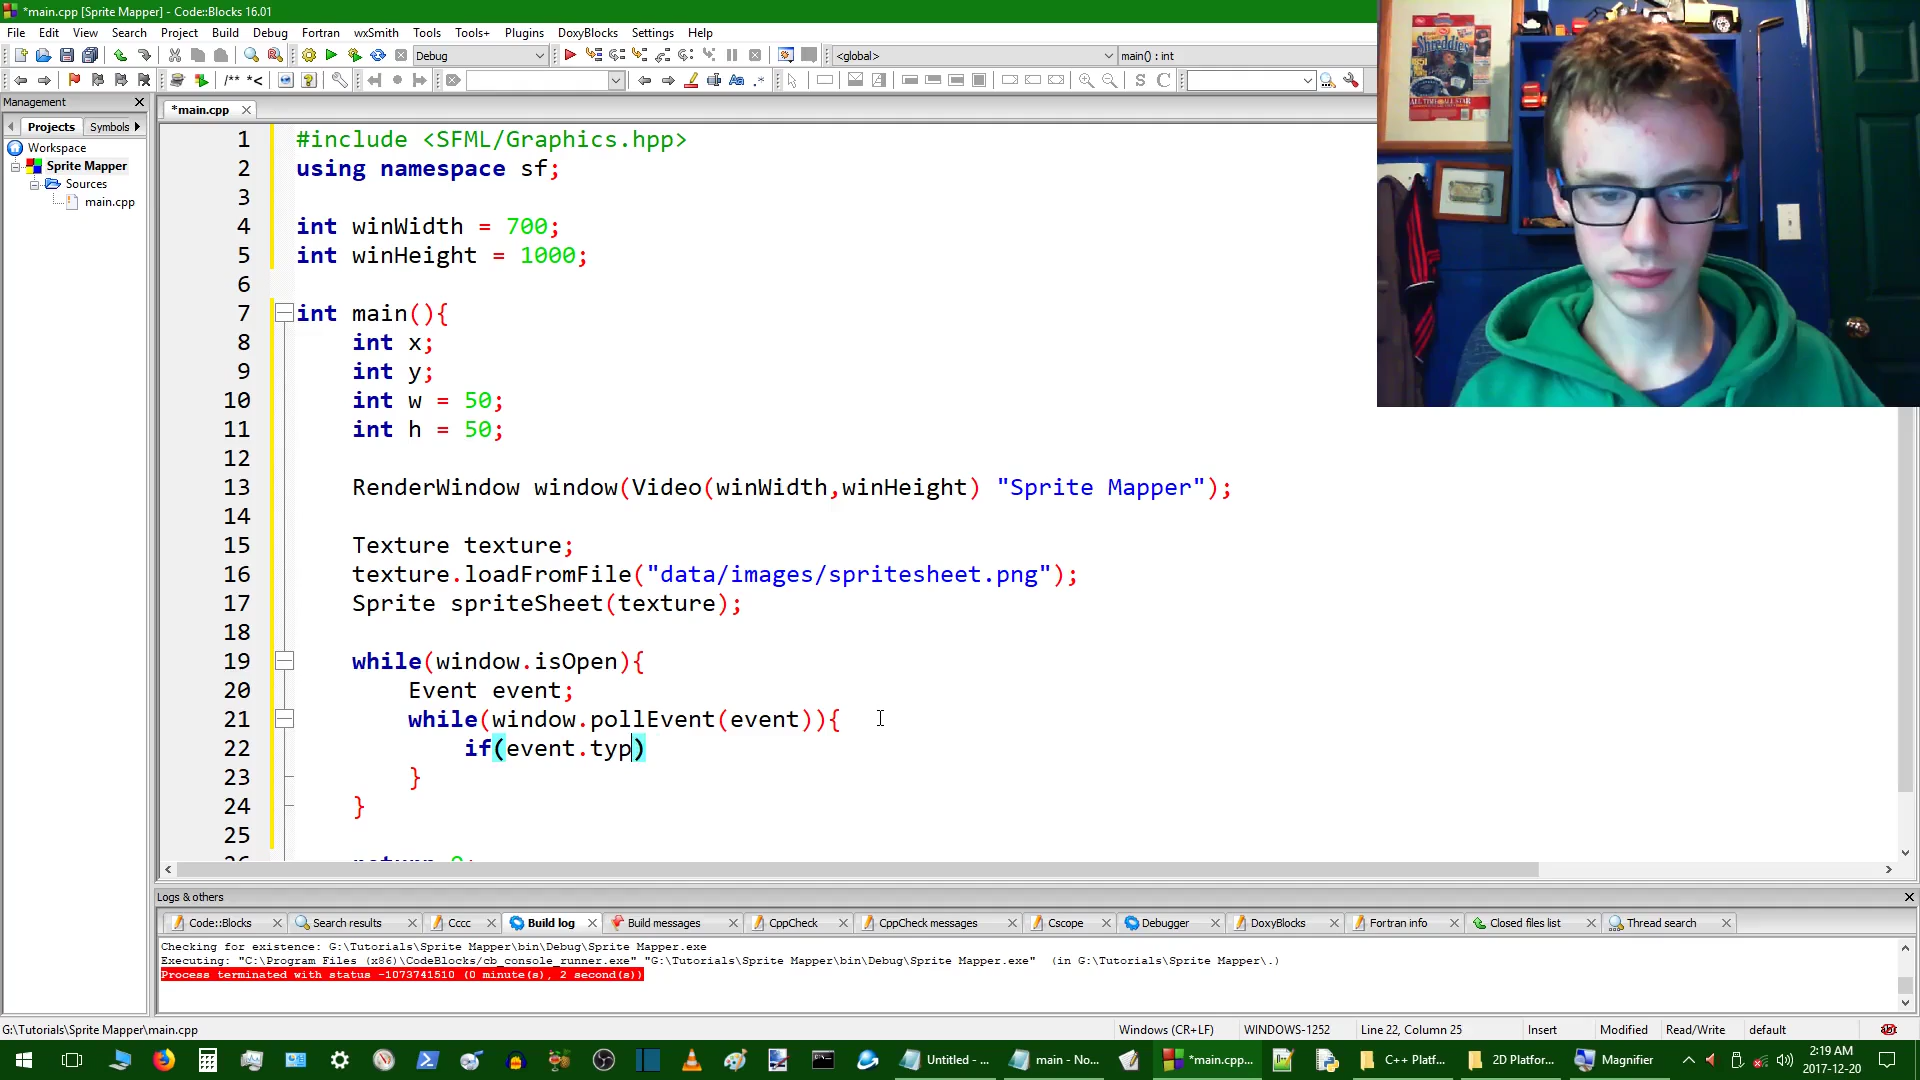 *main.cpp [Sprite Mapper] - Code::Blocks 16.01
File Edit View Search Project Build Debug Fortran wxSmith Tools Tools+ Plugins DoxyBlocks Settings Help
Debug <global> main() : int
/** *< S C
Management
*main.cpp
Projects Symbols
Workspace
Sprite Mapper
Sources
main.cpp
1 #include <SFML/Graphics.hpp>
2 using namespace sf;
3
4 int winWidth = 700;
5 int winHeight = 1000;
6
7 int main(){
8 int x;
9 int y;
10 int w = 50;
11 int h = 50;
12
13 RenderWindow window(Video(winWidth,winHeight) "Sprite Mapper");
14
15 Texture texture;
16 texture.loadFromFile("data/images/spritesheet.png");
17 Sprite spriteSheet(texture);
18
19 while(window.isOpen){
20 Event event;
21 while(window.pollEvent(event)){
22 if(event.typ)
23 }
24 }
25
Shreddies
ALL TIME ALL STAR
Logs & others
Code::Blocks Search results Cccc Build log Build messages CppCheck CppCheck messages Cscope Debugger DoxyBlocks Fortran info Closed files list Thread search
Checking for existence: G:\Tutorials\Sprite Mapper\bin\Debug\Sprite Mapper.exe
Executing: "C:\Program Files (x86)\CodeBlocks/cb_console_runner.exe" "G:\Tutorials\Sprite Mapper\bin\Debug\Sprite Mapper.exe" (in G:\Tutorials\Sprite Mapper\.)
Process terminated with status -1073741510 (0 minute(s), 2 second(s))
G:\Tutorials\Sprite Mapper\main.cpp Windows (CR+LF) WINDOWS-1252 Line 22, Column 25 Insert Modified Read/Write default
Untitled - ... main - No... *main.cpp... C++ Platf... 2D Platfor... Magnifier
2:19 AM
2017-12-20